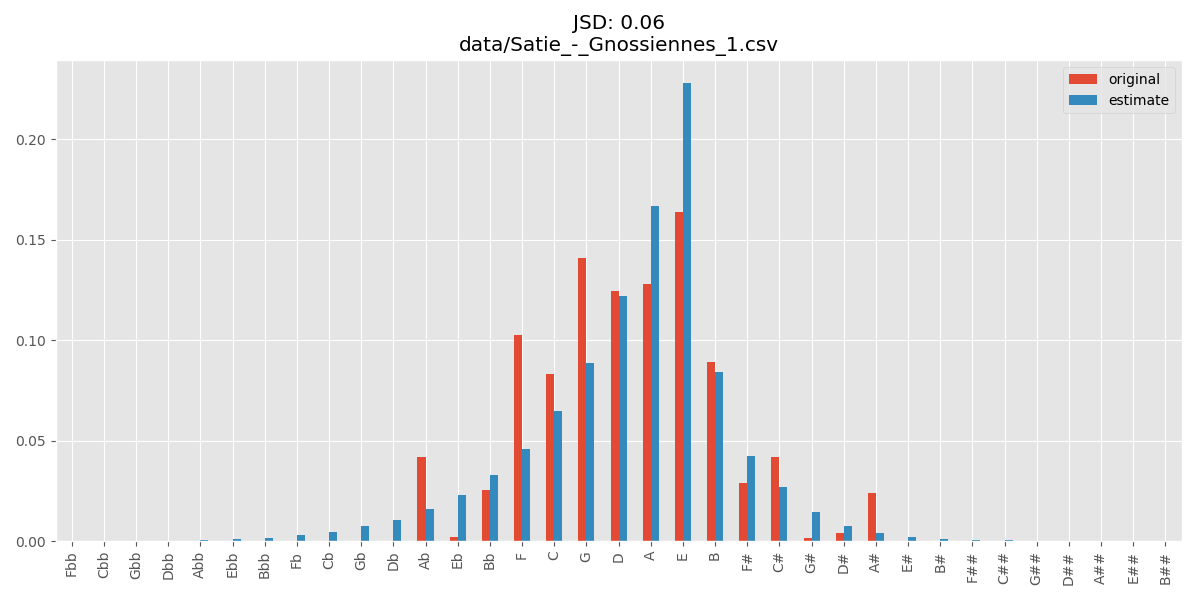 JSD: 0.06
data/Satie_-_Gnossiennes_1.csv
original
estimate
0.20
0.15
0.10
0.05
0.00
Fbb Cbb Gbb Dbb Abb Ebb Bbb Fb Cb Gb Db Ab Eb Bb F C G D A E B F# C# G# D# A# E# B# F## C## G## D## A## E## B##